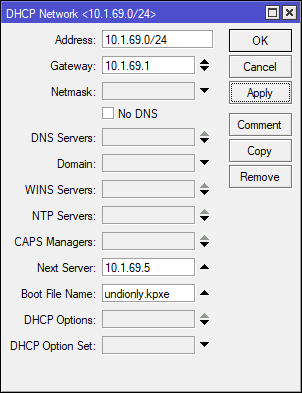 DHCP Network <10.1.69.0/24>
Address: 10.1.69.0/24 OK
Gateway: 10.1.69.1 Cancel
Netmask: Apply
No DNS
Comment
DNS Servers:
Domain: Copy
WINS Servers: Remove
NTP Servers:
CAPS Managers:
Next Server: 10.1.69.5
Boot File Name: undionly.kpxe
DHCP Options:
DHCP Option Set: